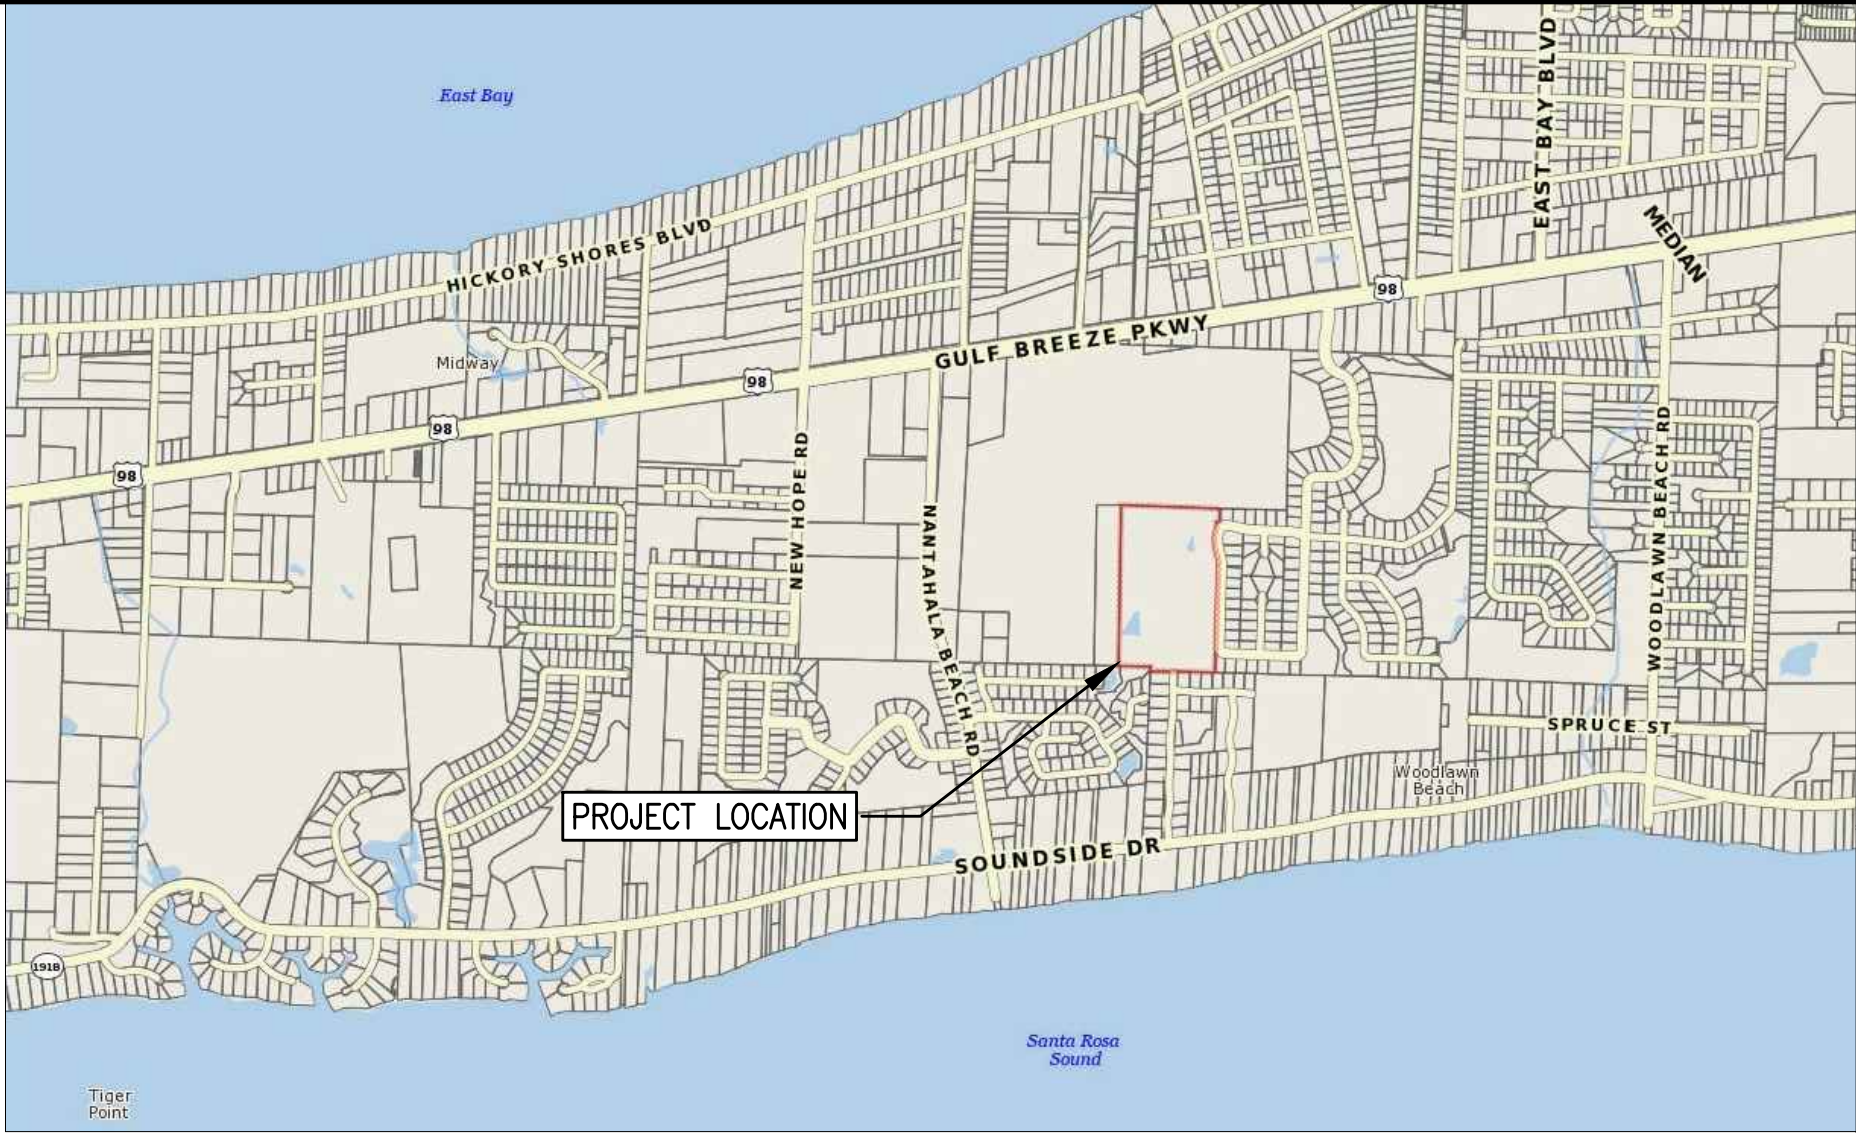 East Bay
EAST BAY BLVD
MEDIAN
HICKORY SHORES BLVD
98
GULF BREEZE PKWY
Midway
98
98
98
NEW HOPE RD
NANTAHALA BEACH RD
WOODLAWN BEACH RD
SPRUCE ST
Woodlawn
Beach
PROJECT LOCATION
SOUNDSIDE DR
191B
Santa Rosa
Sound
Tiger
Point